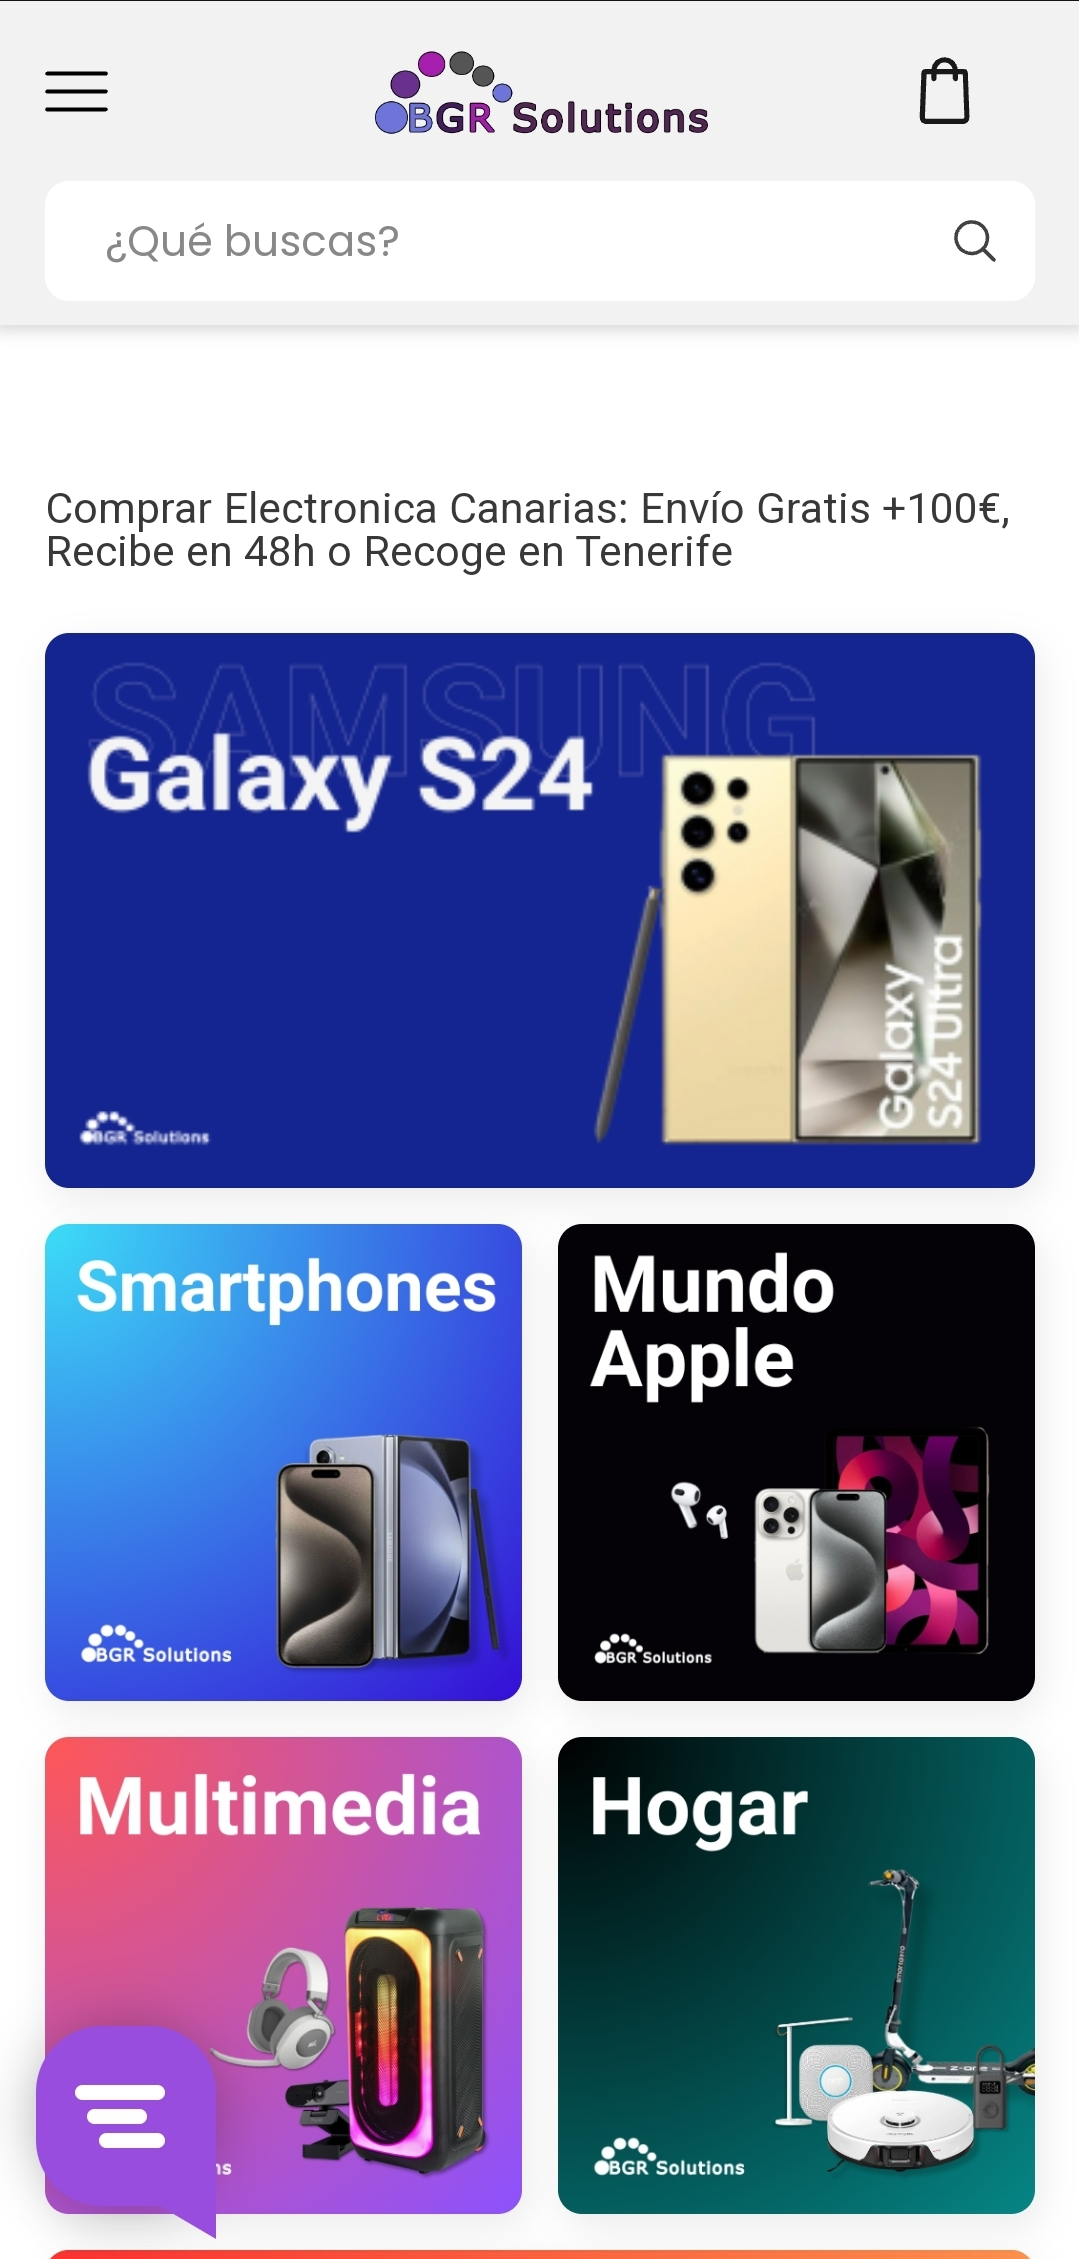 BGR Solutions
¿Qué buscas?
Comprar Electronica Canarias: Envío Gratis +100€,
Recibe en 48h o Recoge en Tenerife
SAMSUNG
Galaxy S24
Galaxy
S24 Ultra
BGR Solutions
Smartphones
BGR Solutions
Mundo
Apple
BGR Solutions
Multimedia
ns
Hogar
Z-one
BGR Solutions